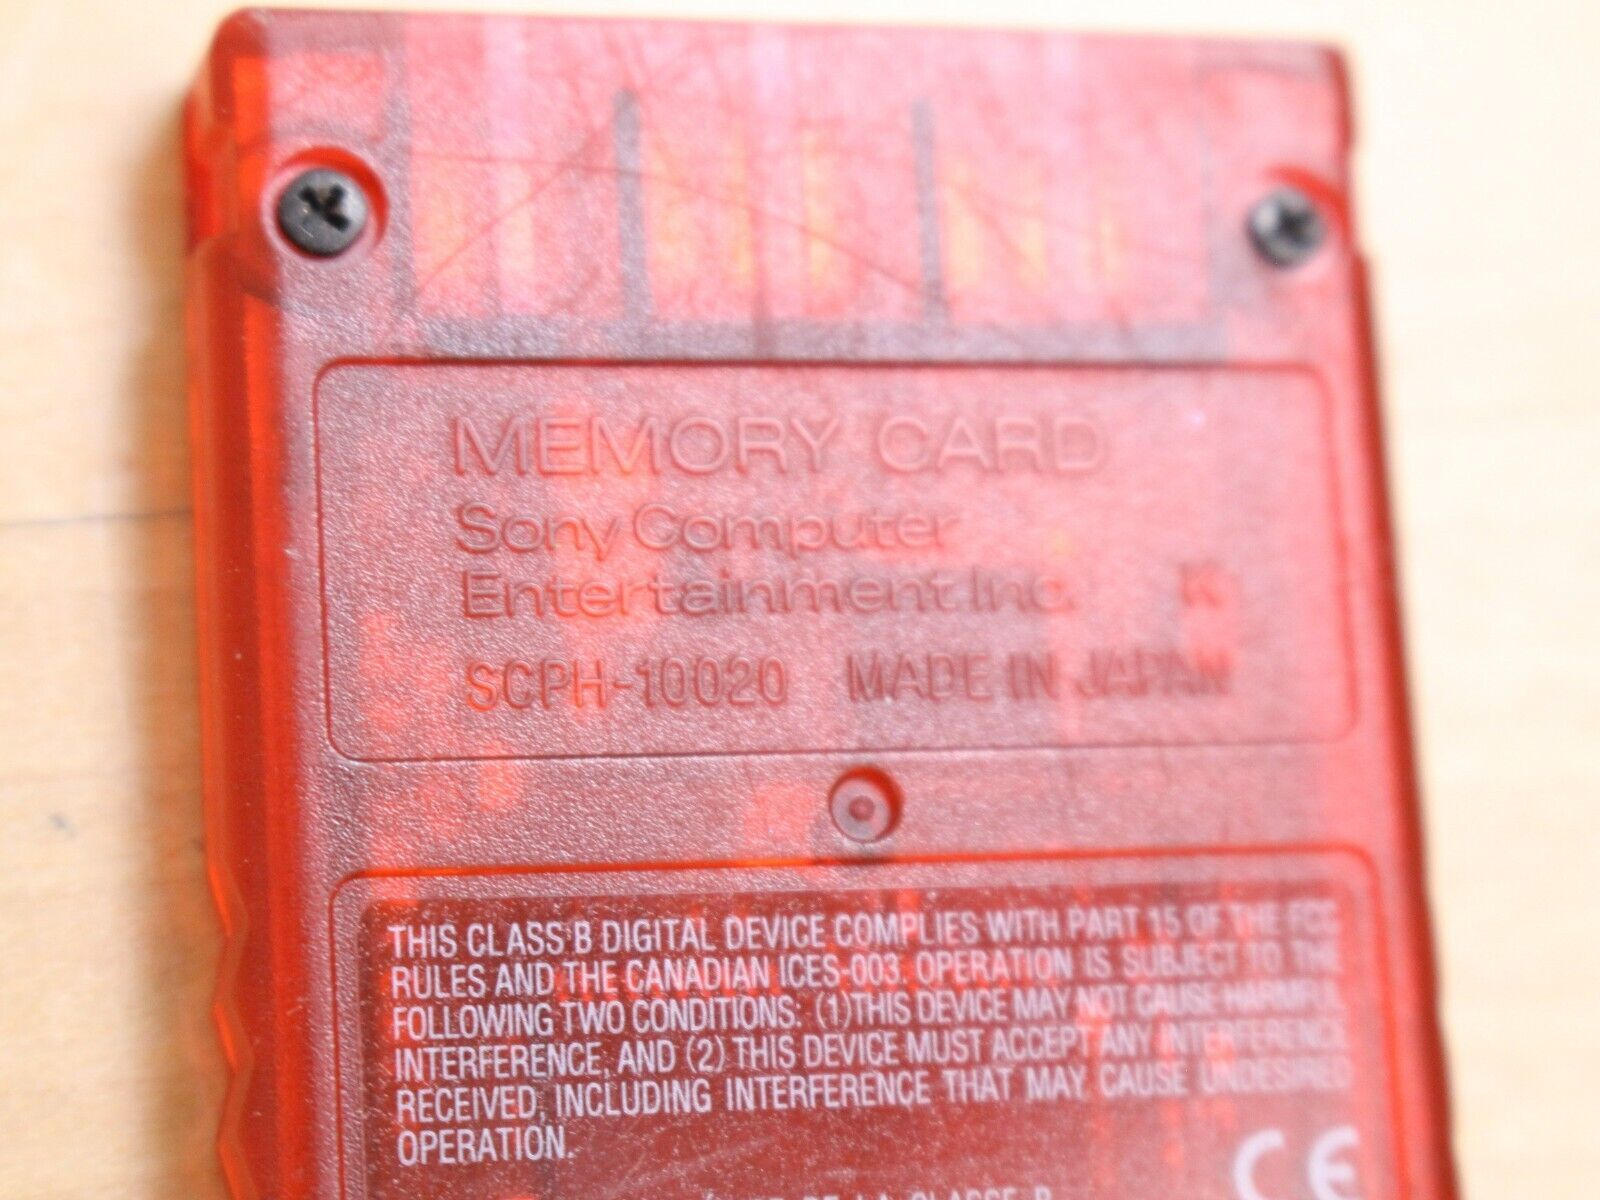 MEMORY CARD
Sony Computer
Entertainment Inc. K
SCPH-10020 MADE IN JAPAN
THIS CLASS B DIGITAL DEVICE COMPLIES WITH PART 15 OF THE FCC
RULES AND THE CANADIAN ICES-003. OPERATION IS SUBJECT TO THE
FOLLOWING TWO CONDITIONS: (1)THIS DEVICE MAY NOT CAUSE HARMFUL
INTERFERENCE, AND (2) THIS DEVICE MUST ACCEPT ANY INTERFERENCE
RECEIVED, INCLUDING INTERFERENCE THAT MAY CAUSE UNDESIRED
OPERATION.
CE
DE LA CLASSE B